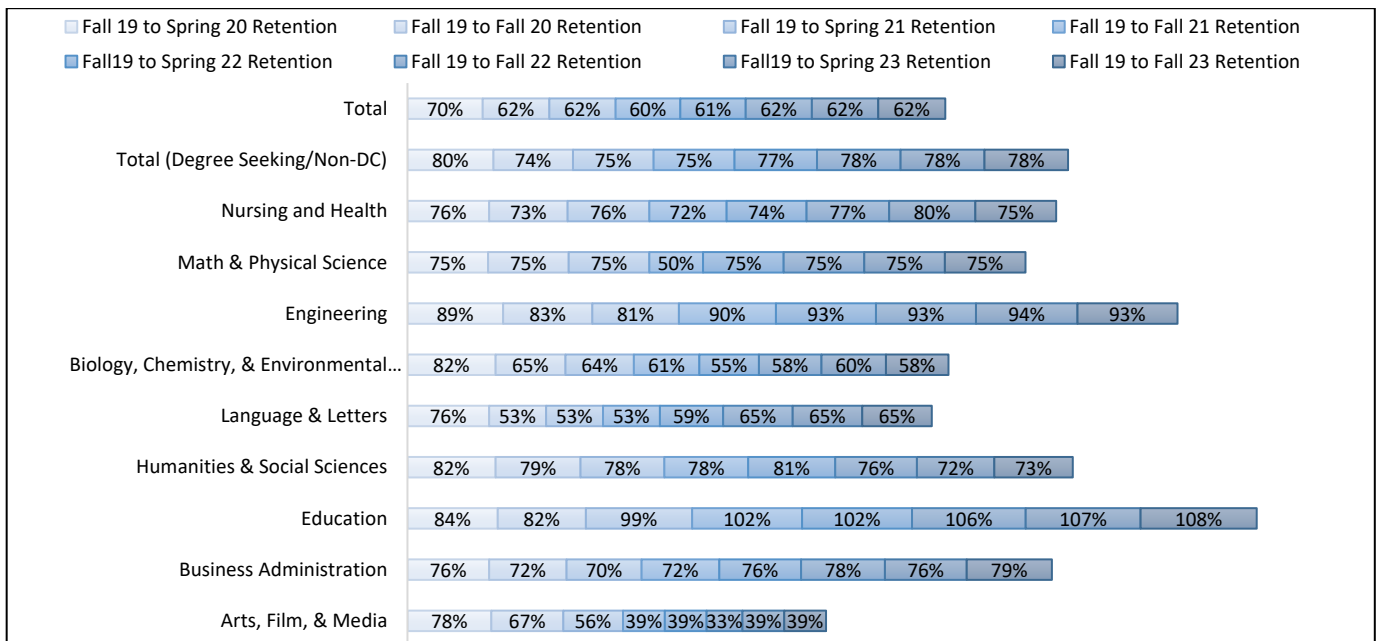 Fall 19 to Spring 20 Retention Fall 19 to Fall 20 Retention Fall 19 to Spring 21 Retention Fall 19 to Fall 21 Retention
Fall19 to Spring 22 Retention Fall 19 to Fall 22 Retention Fall19 to Spring 23 Retention Fall 19 to Fall 23 Retention
Total 70% 62% 62% 60% 61% 62% 62% 62%
Total (Degree Seeking/Non-DC) 80% 74% 75% 75% 77% 78% 78% 78%
Nursing and Health 76% 73% 76% 72% 74% 77% 80% 75%
Math & Physical Science 75% 75% 75% 50% 75% 75% 75% 75%
Engineering 89% 83% 81% 90% 93% 93% 94% 93%
Biology, Chemistry, & Environmental... 82% 65% 64% 61% 55% 58% 60% 58%
Language & Letters 76% 53% 53% 53% 59% 65% 65% 65%
Humanities & Social Sciences 82% 79% 78% 78% 81% 76% 72% 73%
Education 84% 82% 99% 102% 102% 106% 107% 108%
Business Administration 76% 72% 70% 72% 76% 78% 76% 79%
Arts, Film, & Media 78% 67% 56% 39% 39% 33% 39% 39%